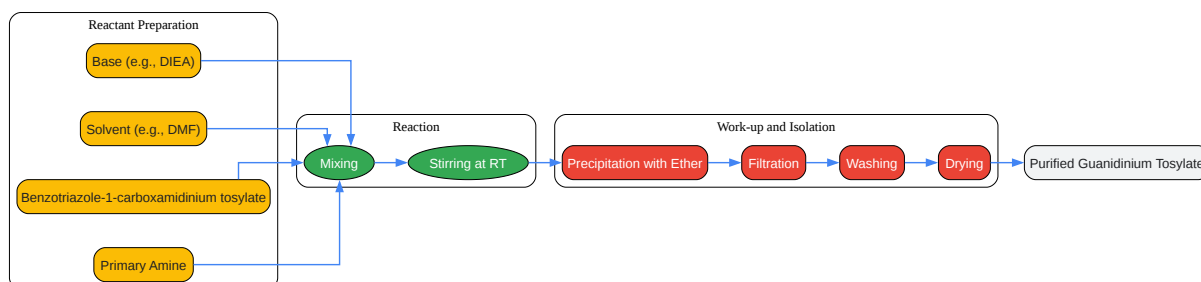 Reactant Preparation
Base (e.g., DIEA)
Solvent (e.g., DMF)
Benzotriazole-1-carboxamidinium tosylate
Primary Amine
Reaction
Mixing
Stirring at RT
Work-up and Isolation
Precipitation with Ether
Filtration
Washing
Drying
Purified Guanidinium Tosylate